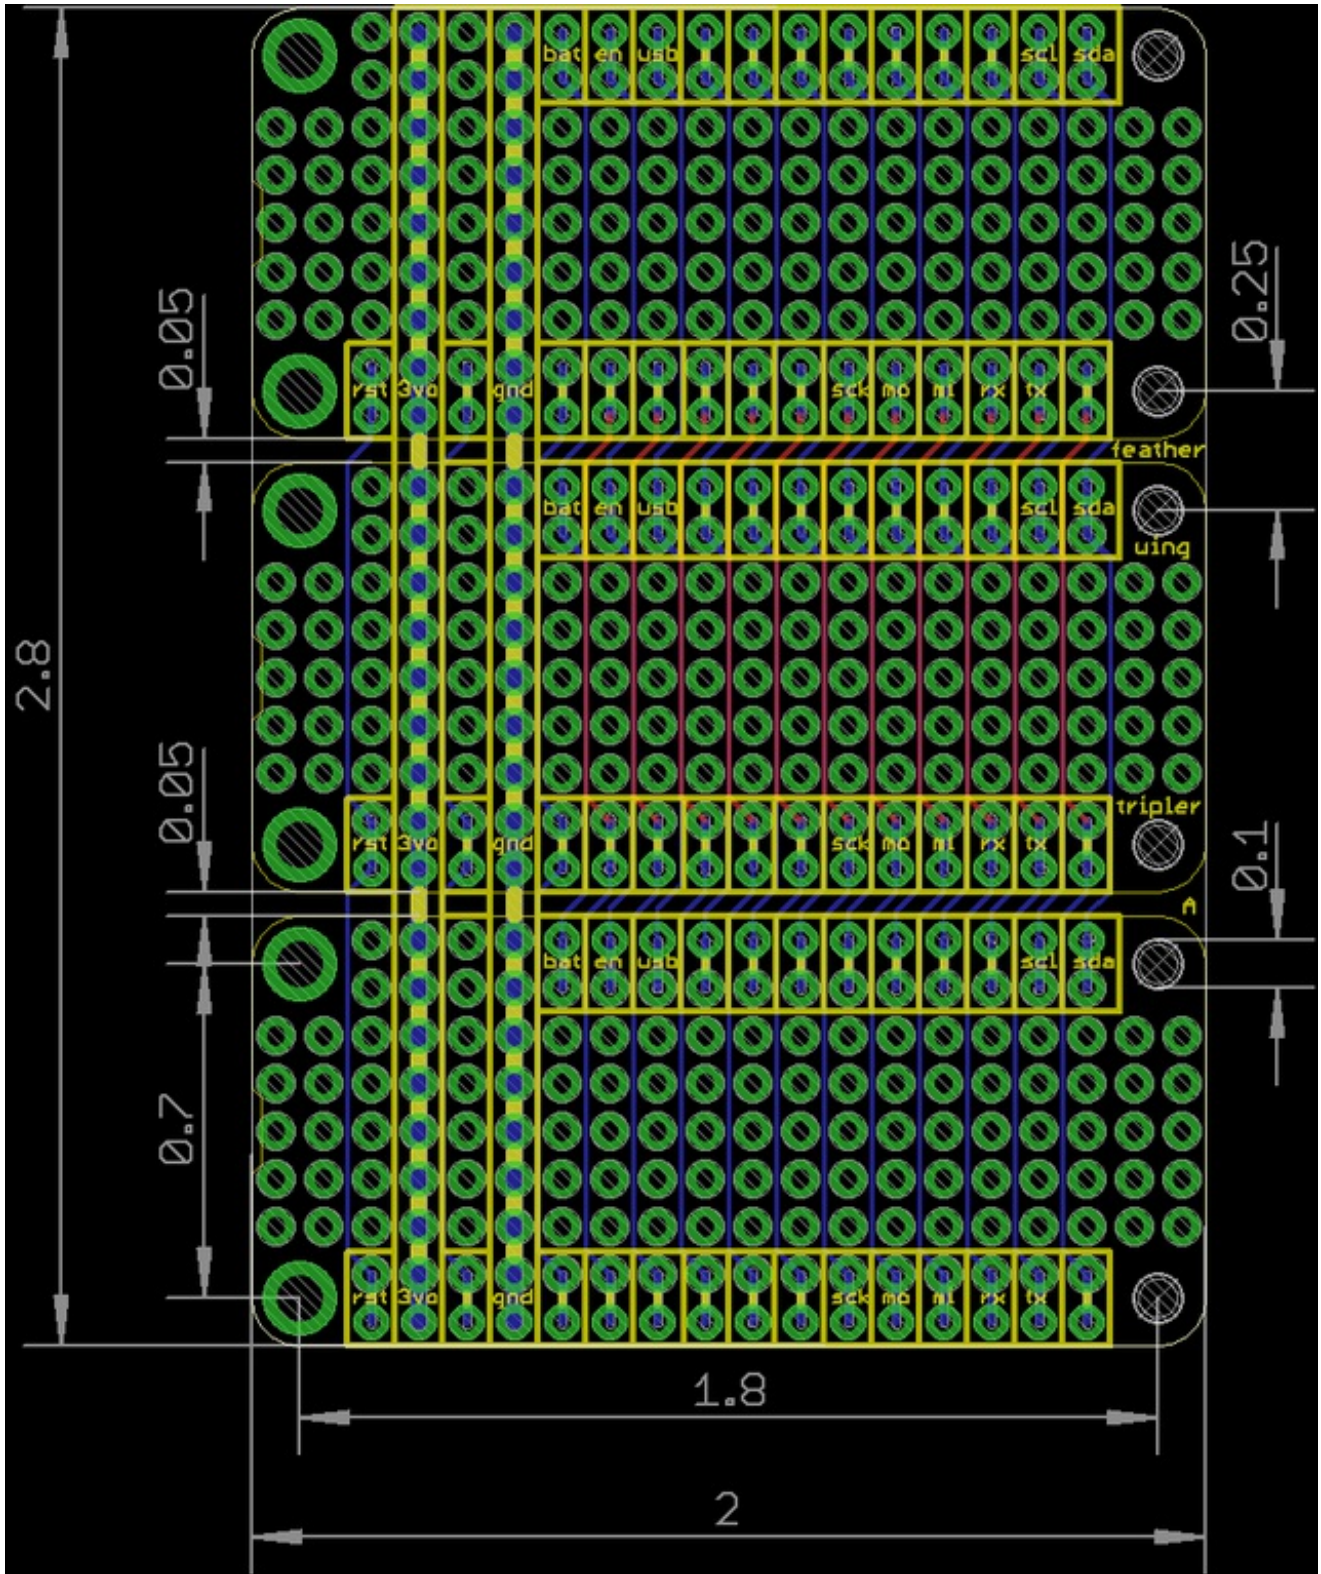 bat en usb scl sda
0.25
0.05
rst 3vo gnd sck mo mi rx tx
feather
bat en usb scl sda
wing
2.8
0.05
tripler
rst 3vo gnd sck mo mi rx tx
0.1
A
bat en usb scl sda
0.7
rst 3vo gnd sck mo mi rx tx
1.8
2